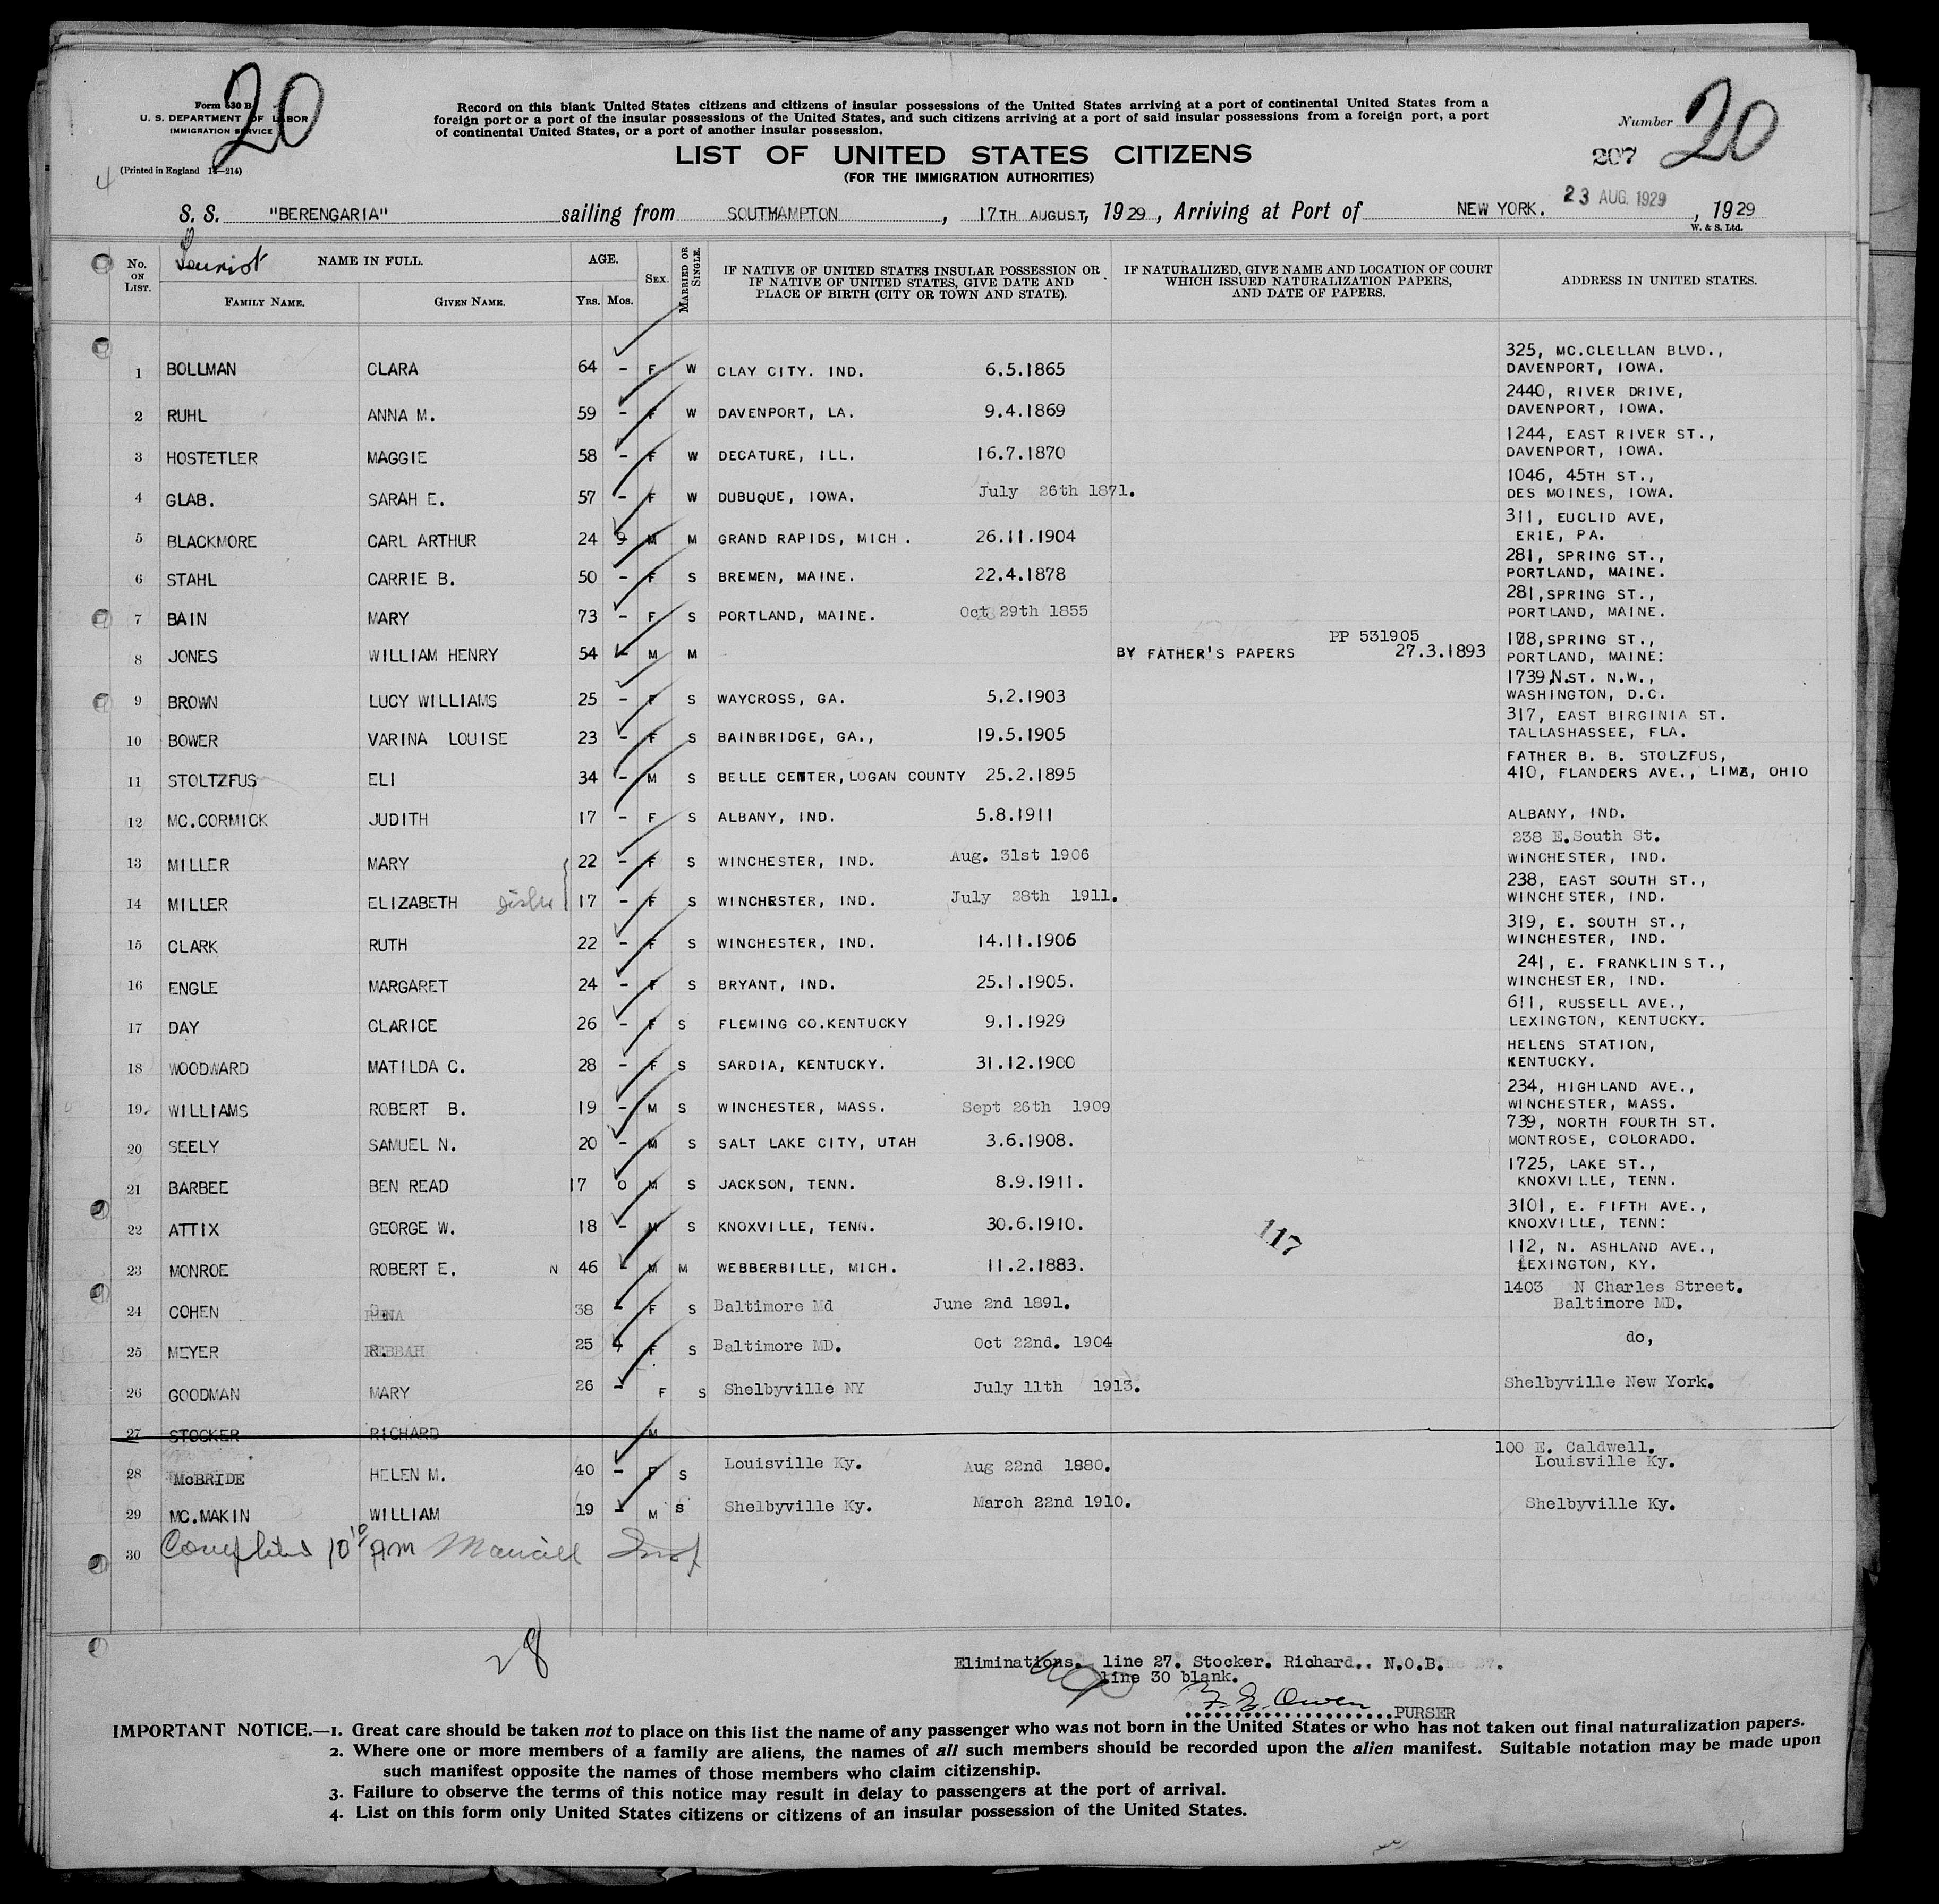 20
Form 630 B
U. S. DEPARTMENT OF LABOR
IMMIGRATION SERVICE
(Printed in England 14—214)
4
Record on this blank United States citizens and citizens of insular possessions of the United States arriving at a port of continental United States from a
foreign port or a port of the insular possessions of the United States, and such citizens arriving at a port of said insular possessions from a foreign port, a port
of continental United States, or a port of another insular possession.
Number 20
207
LIST OF UNITED STATES CITIZENS
(FOR THE IMMIGRATION AUTHORITIES)
S. S. "BERENGARIA" sailing from SOUTHAMPTON , 17TH AUGUST, 1929, Arriving at Port of NEW YORK. 23 AUG. 1929 , 1929
W. & S. Ltd.
No. ON LIST. Tourist NAME IN FULL. AGE. SEX. MARRIED OR SINGLE. IF NATIVE OF UNITED STATES INSULAR POSSESSION OR IF NATIVE OF UNITED STATES, GIVE DATE AND PLACE OF BIRTH (CITY OR TOWN AND STATE). IF NATURALIZED, GIVE NAME AND LOCATION OF COURT WHICH ISSUED NATURALIZATION PAPERS, AND DATE OF PAPERS. ADDRESS IN UNITED STATES.
FAMILY NAME. GIVEN NAME. Yrs. Mos.
325, MC.CLELLAN BLVD.,
1 BOLLMAN CLARA 64 - F W CLAY CITY. IND. 6.5.1865 DAVENPORT, IOWA.
2440, RIVER DRIVE,
2 RUHL ANNA M. 59 - F W DAVENPORT, LA. 9.4.1869 DAVENPORT, IOWA.
1244, EAST RIVER ST.,
3 HOSTETLER MAGGIE 58 - F W DECATURE, ILL. 16.7.1870 DAVENPORT, IOWA.
1046, 45TH ST.,
4 GLAB. SARAH E. 57 - F W DUBUQUE, IOWA. July 26th 1871. DES MOINES, IOWA.
311, EUCLID AVE,
5 BLACKMORE CARL ARTHUR 24 9 M M GRAND RAPIDS, MICH. 26.11.1904 ERIE, PA.
281, SPRING ST.,
6 STAHL CARRIE B. 50 - F S BREMEN, MAINE. 22.4.1878 PORTLAND, MAINE.
281,SPRING ST.,
7 BAIN MARY 73 - F S PORTLAND, MAINE. Oct 29th 1855 PORTLAND, MAINE.
PP 531905 108,SPRING ST.,
8 JONES WILLIAM HENRY 54 - M M BY FATHER'S PAPERS 27.3.1893 PORTLAND, MAINE:
1739,N.ST. N.W.,
9 BROWN LUCY WILLIAMS 25 - F S WAYCROSS, GA. 5.2.1903 WASHINGTON, D.C.
317, EAST BIRGINIA ST.
10 BOWER VARINA LOUISE 23 - F S BAINBRIDGE, GA., 19.5.1905 TALLASHASSEE, FLA.
FATHER B. B. STOLZFUS,
11 STOLTZFUS ELI 34 - M S BELLE CENTER,LOGAN COUNTY 25.2.1895 410, FLANDERS AVE., LIMA, OHIO
12 MC.CORMICK JUDITH 17 - F S ALBANY, IND. 5.8.1911 ALBANY, IND.
238 E.South St.
13 MILLER MARY 22 - F S WINCHESTER, IND. Aug. 31st 1906 WINCHESTER, IND.
238, EAST SOUTH ST.,
14 MILLER ELIZABETH 17 - F S WINCHESTER, IND. July 28th 1911. WINCHESTER, IND.
319, E. SOUTH ST.,
15 CLARK RUTH 22 - F S WINCHESTER, IND. 14.11.1906 WINCHESTER, IND.
241, E. FRANKLIN ST.,
16 ENGLE MARGARET 24 - F S BRYANT, IND. 25.1.1905. WINCHESTER, IND.
611, RUSSELL AVE.,
17 DAY CLARICE 26 - F S FLEMING CO.KENTUCKY 9.1.1929 LEXINGTON, KENTUCKY.
HELENS STATION,
18 WOODWARD MATILDA C. 28 - F S SARDIA, KENTUCKY. 31.12.1900 KENTUCKY.
234, HIGHLAND AVE.,
19 WILLIAMS ROBERT B. 19 - M S WINCHESTER, MASS. Sept 26th 1909 WINCHESTER, MASS.
739, NORTH FOURTH ST.
20 SEELY SAMUEL N. 20 - M S SALT LAKE CITY, UTAH 3.6.1908. MONTROSE, COLORADO.
1725, LAKE ST.,
21 BARBEE BEN READ 17 0 M S JACKSON, TENN. 8.9.1911. KNOXVILLE, TENN.
3101, E. FIFTH AVE.,
22 ATTIX GEORGE W. 18 - M S KNOXVILLE, TENN. 30.6.1910. KNOXVILLE, TENN:
117
112, N. ASHLAND AVE.,
23 MONROE ROBERT E. N 46 - M M WEBBERBILLE, MICH. 11.2.1883. LEXINGTON, KY.
1403 N Charles Street.
24 COHEN 38 - F S Baltimore Md June 2nd 1891. Baltimore MD.
25 MEYER 25 4 F S Baltimore MD. Oct 22nd. 1904 do,
26 GOODMAN MARY 26 - F S Shelbyville NY July 11th 1913. Shelbyville New York.
27 STOCKER RICHARD M
100 E. Caldwell.
28 McBRIDE HELEN M. 40 - F S Louisville Ky. Aug 22nd 1880. Louisville Ky.
29 MC.MAKIN WILLIAM 19 - M S Shelbyville Ky. March 22nd 1910. Shelbyville Ky.
30 Completed 10 10 AM Insp
28
Eliminations. line 27. Stocker. Richard.. N.O.B.
line 30 blank.
Owen
PURSER
IMPORTANT NOTICE.—1. Great care should be taken not to place on this list the name of any passenger who was not born in the United States or who has not taken out final naturalization papers.
2. Where one or more members of a family are aliens, the names of all such members should be recorded upon the alien manifest. Suitable notation may be made upon
such manifest opposite the names of those members who claim citizenship.
3. Failure to observe the terms of this notice may result in delay to passengers at the port of arrival.
4. List on this form only United States citizens or citizens of an insular possession of the United States.